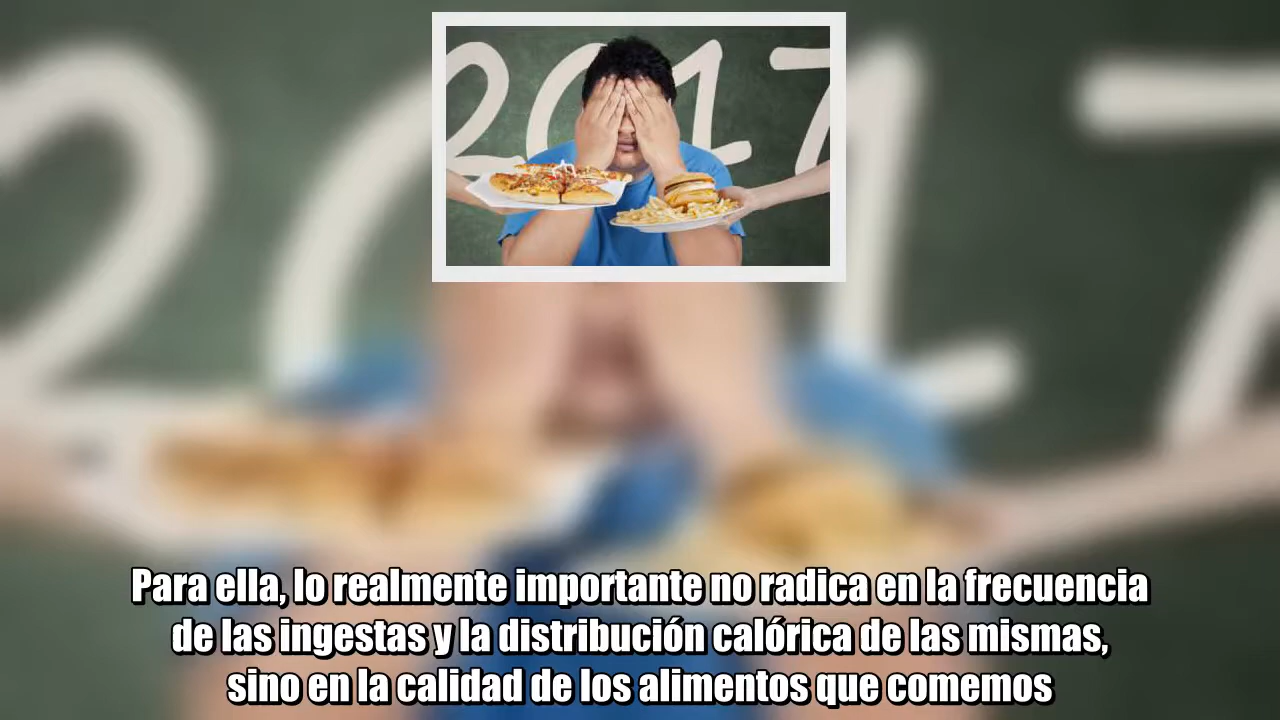 2017
Para ella, lo realmente importante no radica en la frecuencia
de las ingestas y la distribución calórica de las mismas,
sino en la calidad de los alimentos que comemos